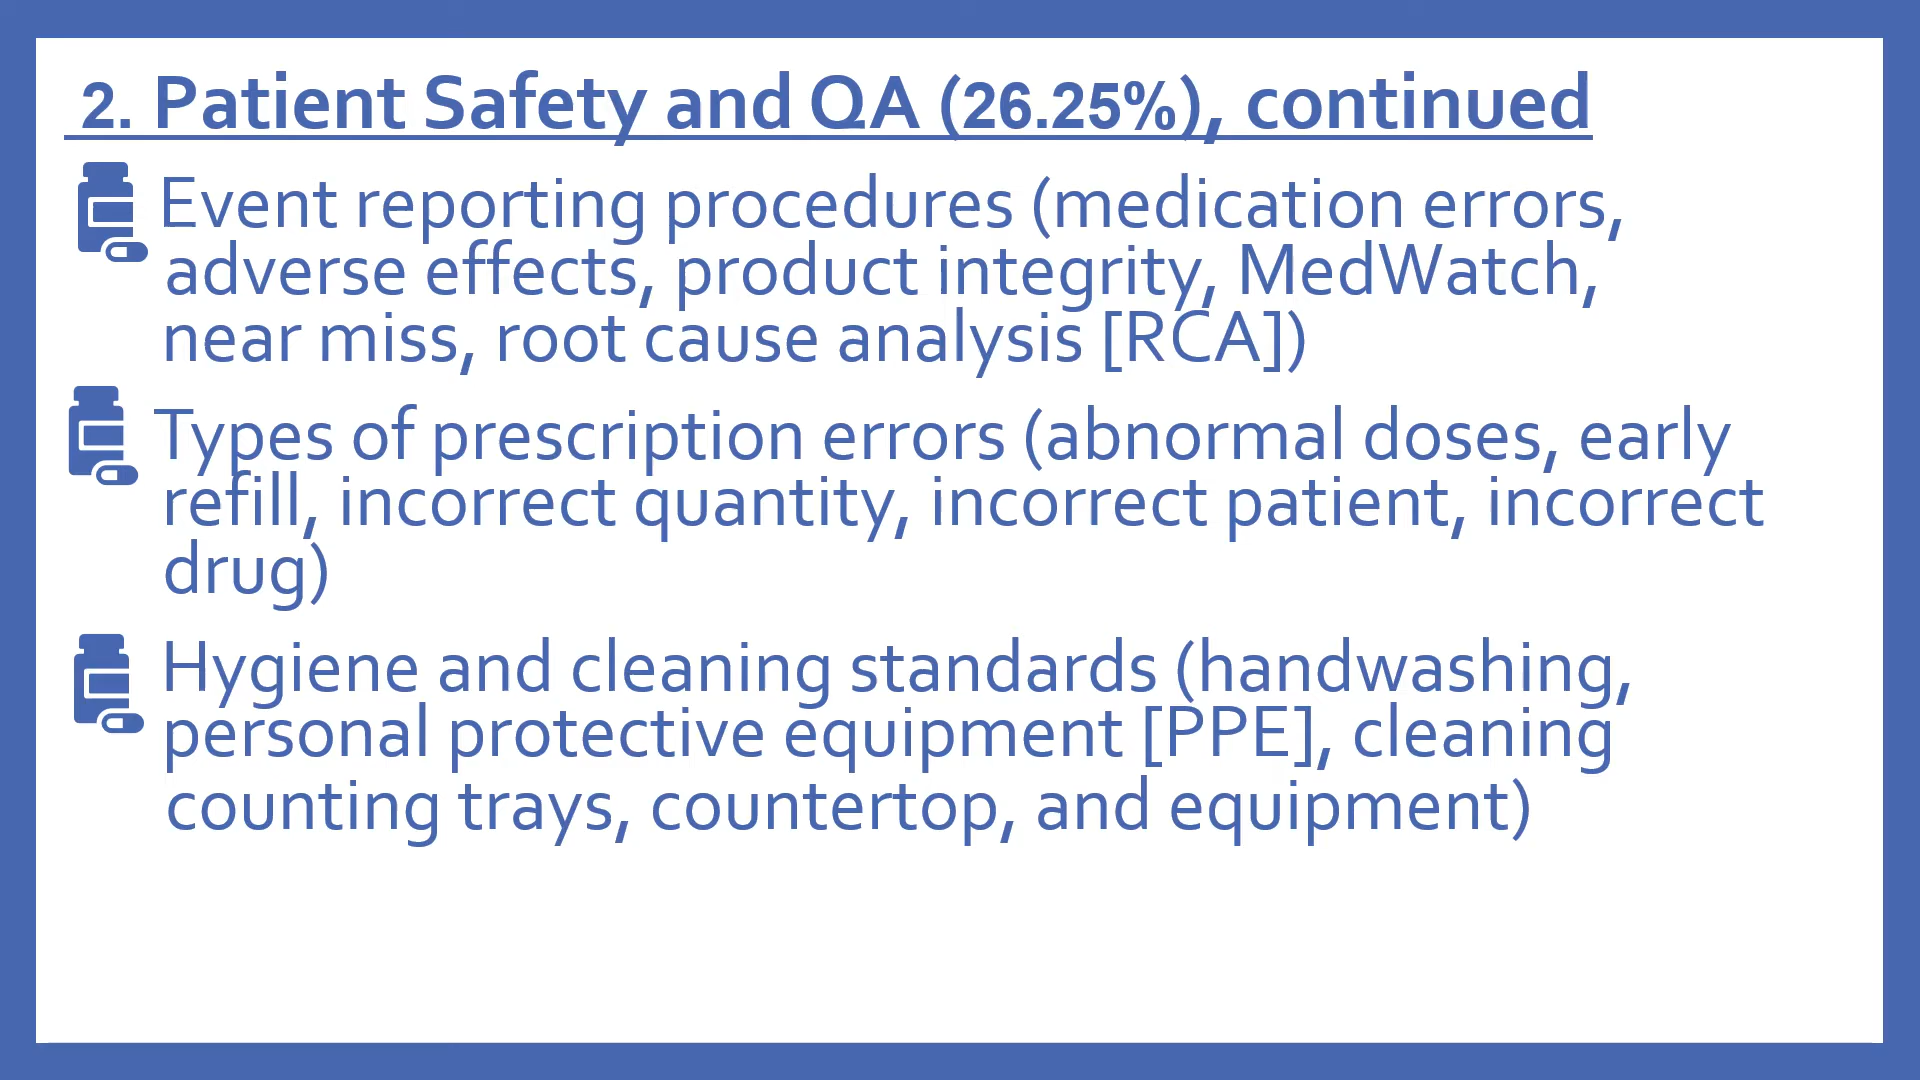 2. Patient Safety and QA (26.25%), continued
Event reporting procedures (medication errors,
adverse effects, product integrity, MedWatch,
near miss, root cause analysis [RCA])
Types of prescription errors (abnormal doses, early
refill, incorrect quantity, incorrect patient, incorrect
drug)
Hygiene and cleaning standards (handwashing,
personal protective equipment [PPE], cleaning
counting trays, countertop, and equipment)